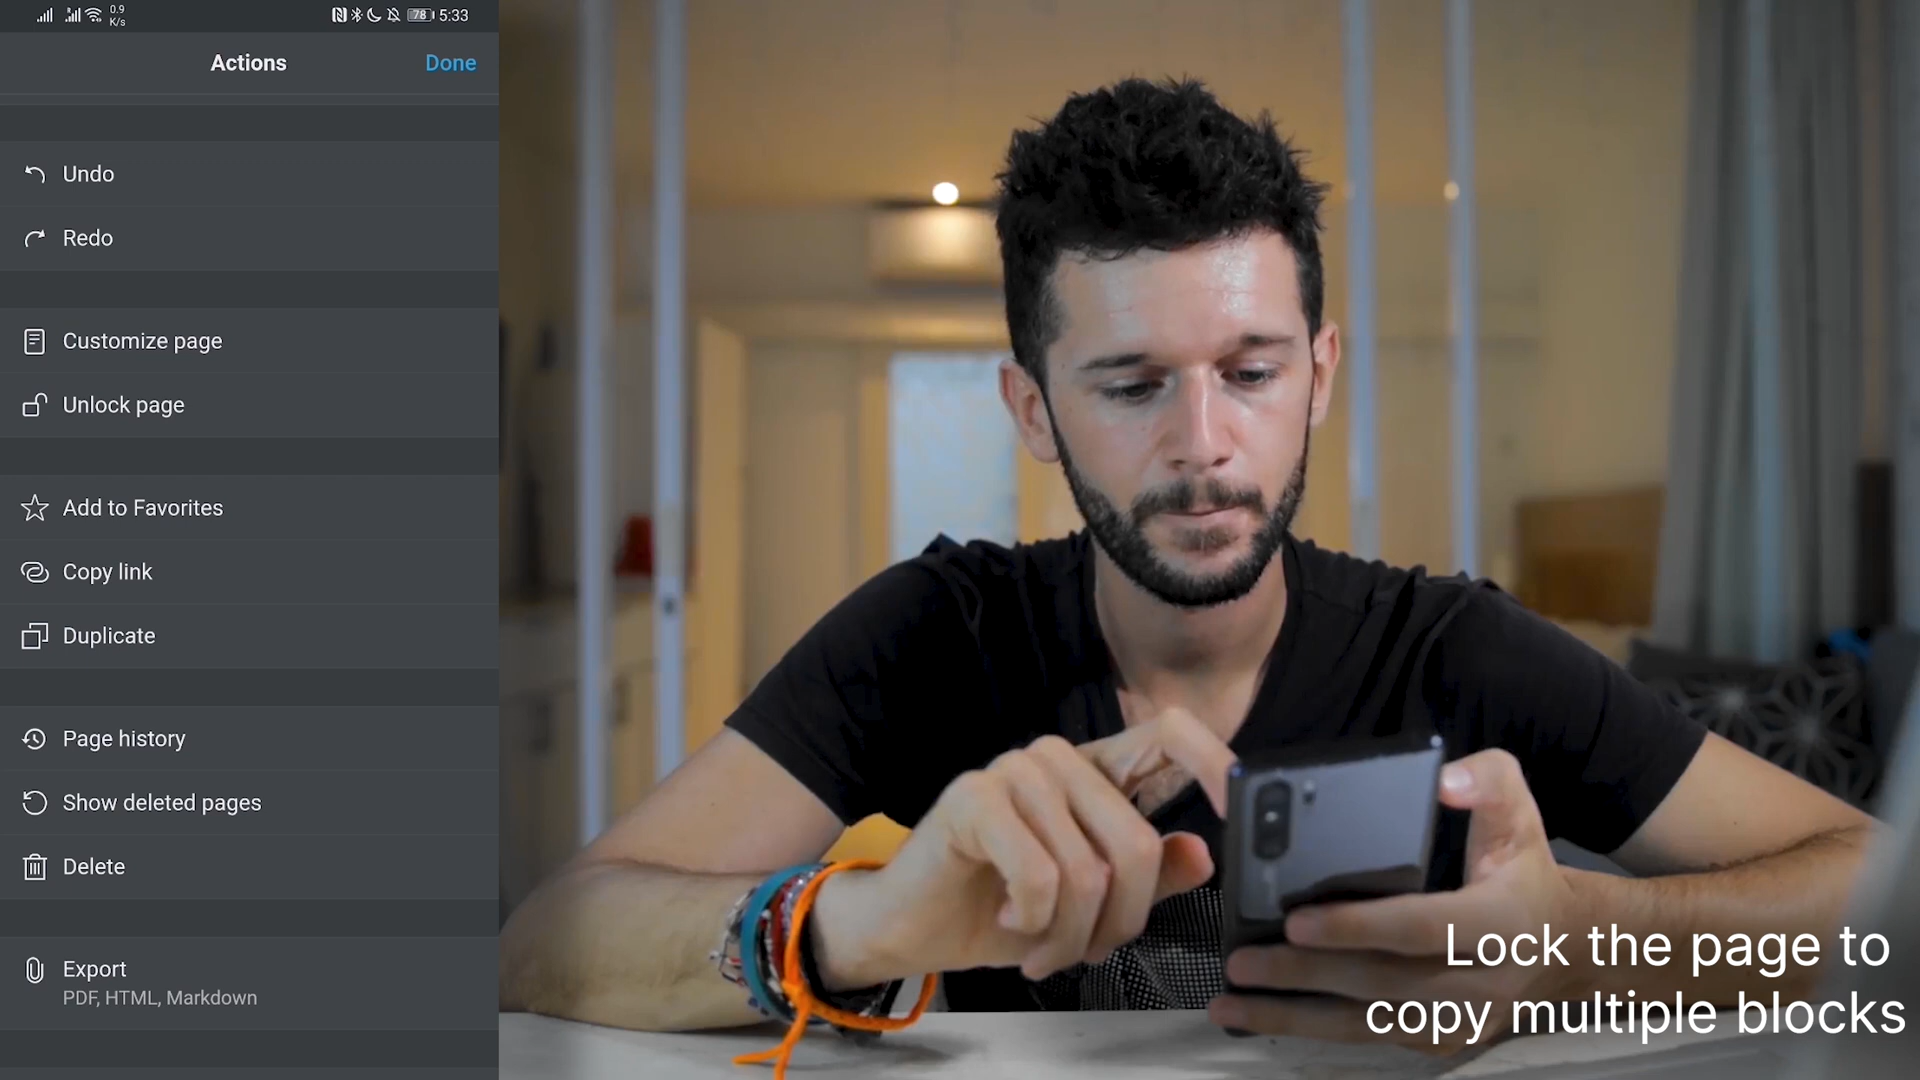 0.9
K/s
78 5:33
Actions
Done
Undo
Redo
Customize page
Unlock page
Add to Favorites
Copy link
Duplicate
Page history
Show deleted pages
Delete
Export
PDF, HTML, Markdown
Lock the page to
copy multiple blocks